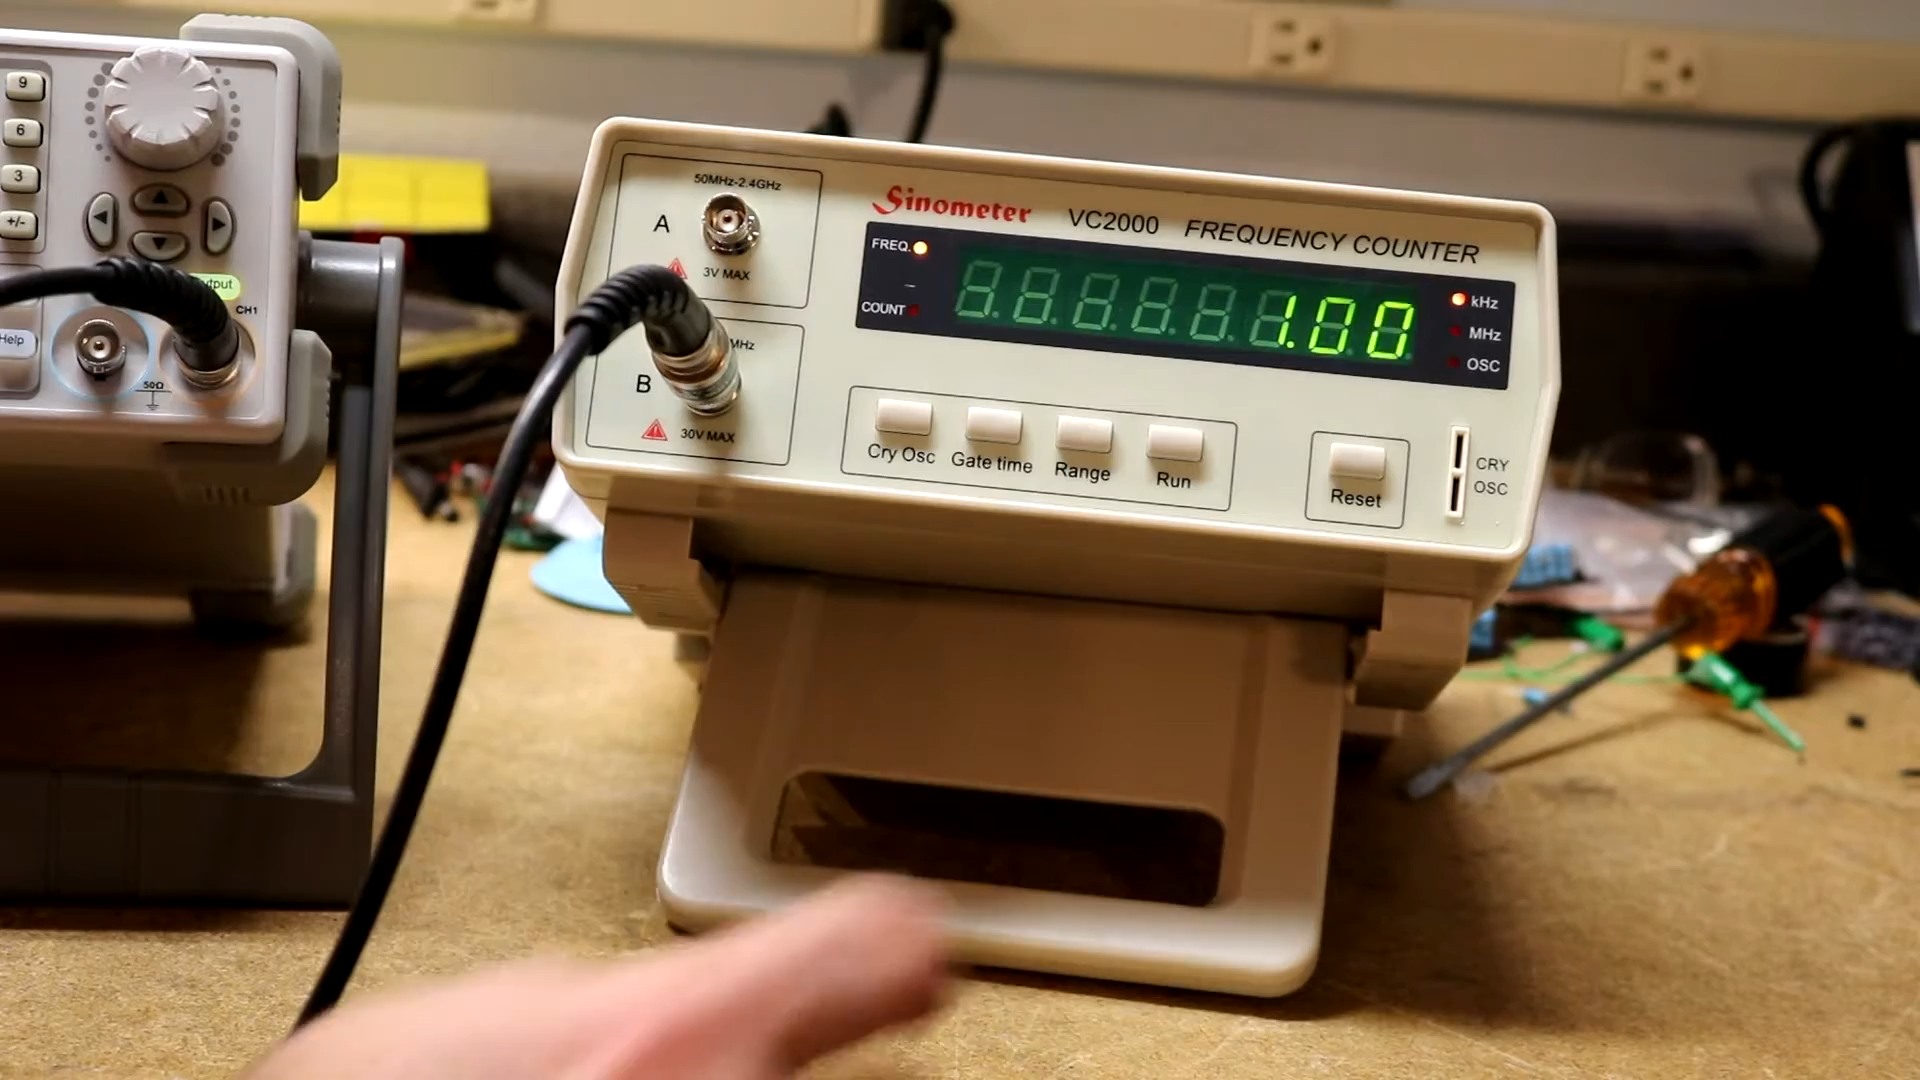 9
6
3
+/-
Help
CH1
50Ω
50MHz-2.4GHz
A
3V MAX
MHz
B
30V MAX
Sinometer VC2000 FREQUENCY COUNTER
FREQ.
COUNT
1.00
kHz
MHz
OSC
Cry Osc
Gate time
Range
Run
Reset
CRY
OSC